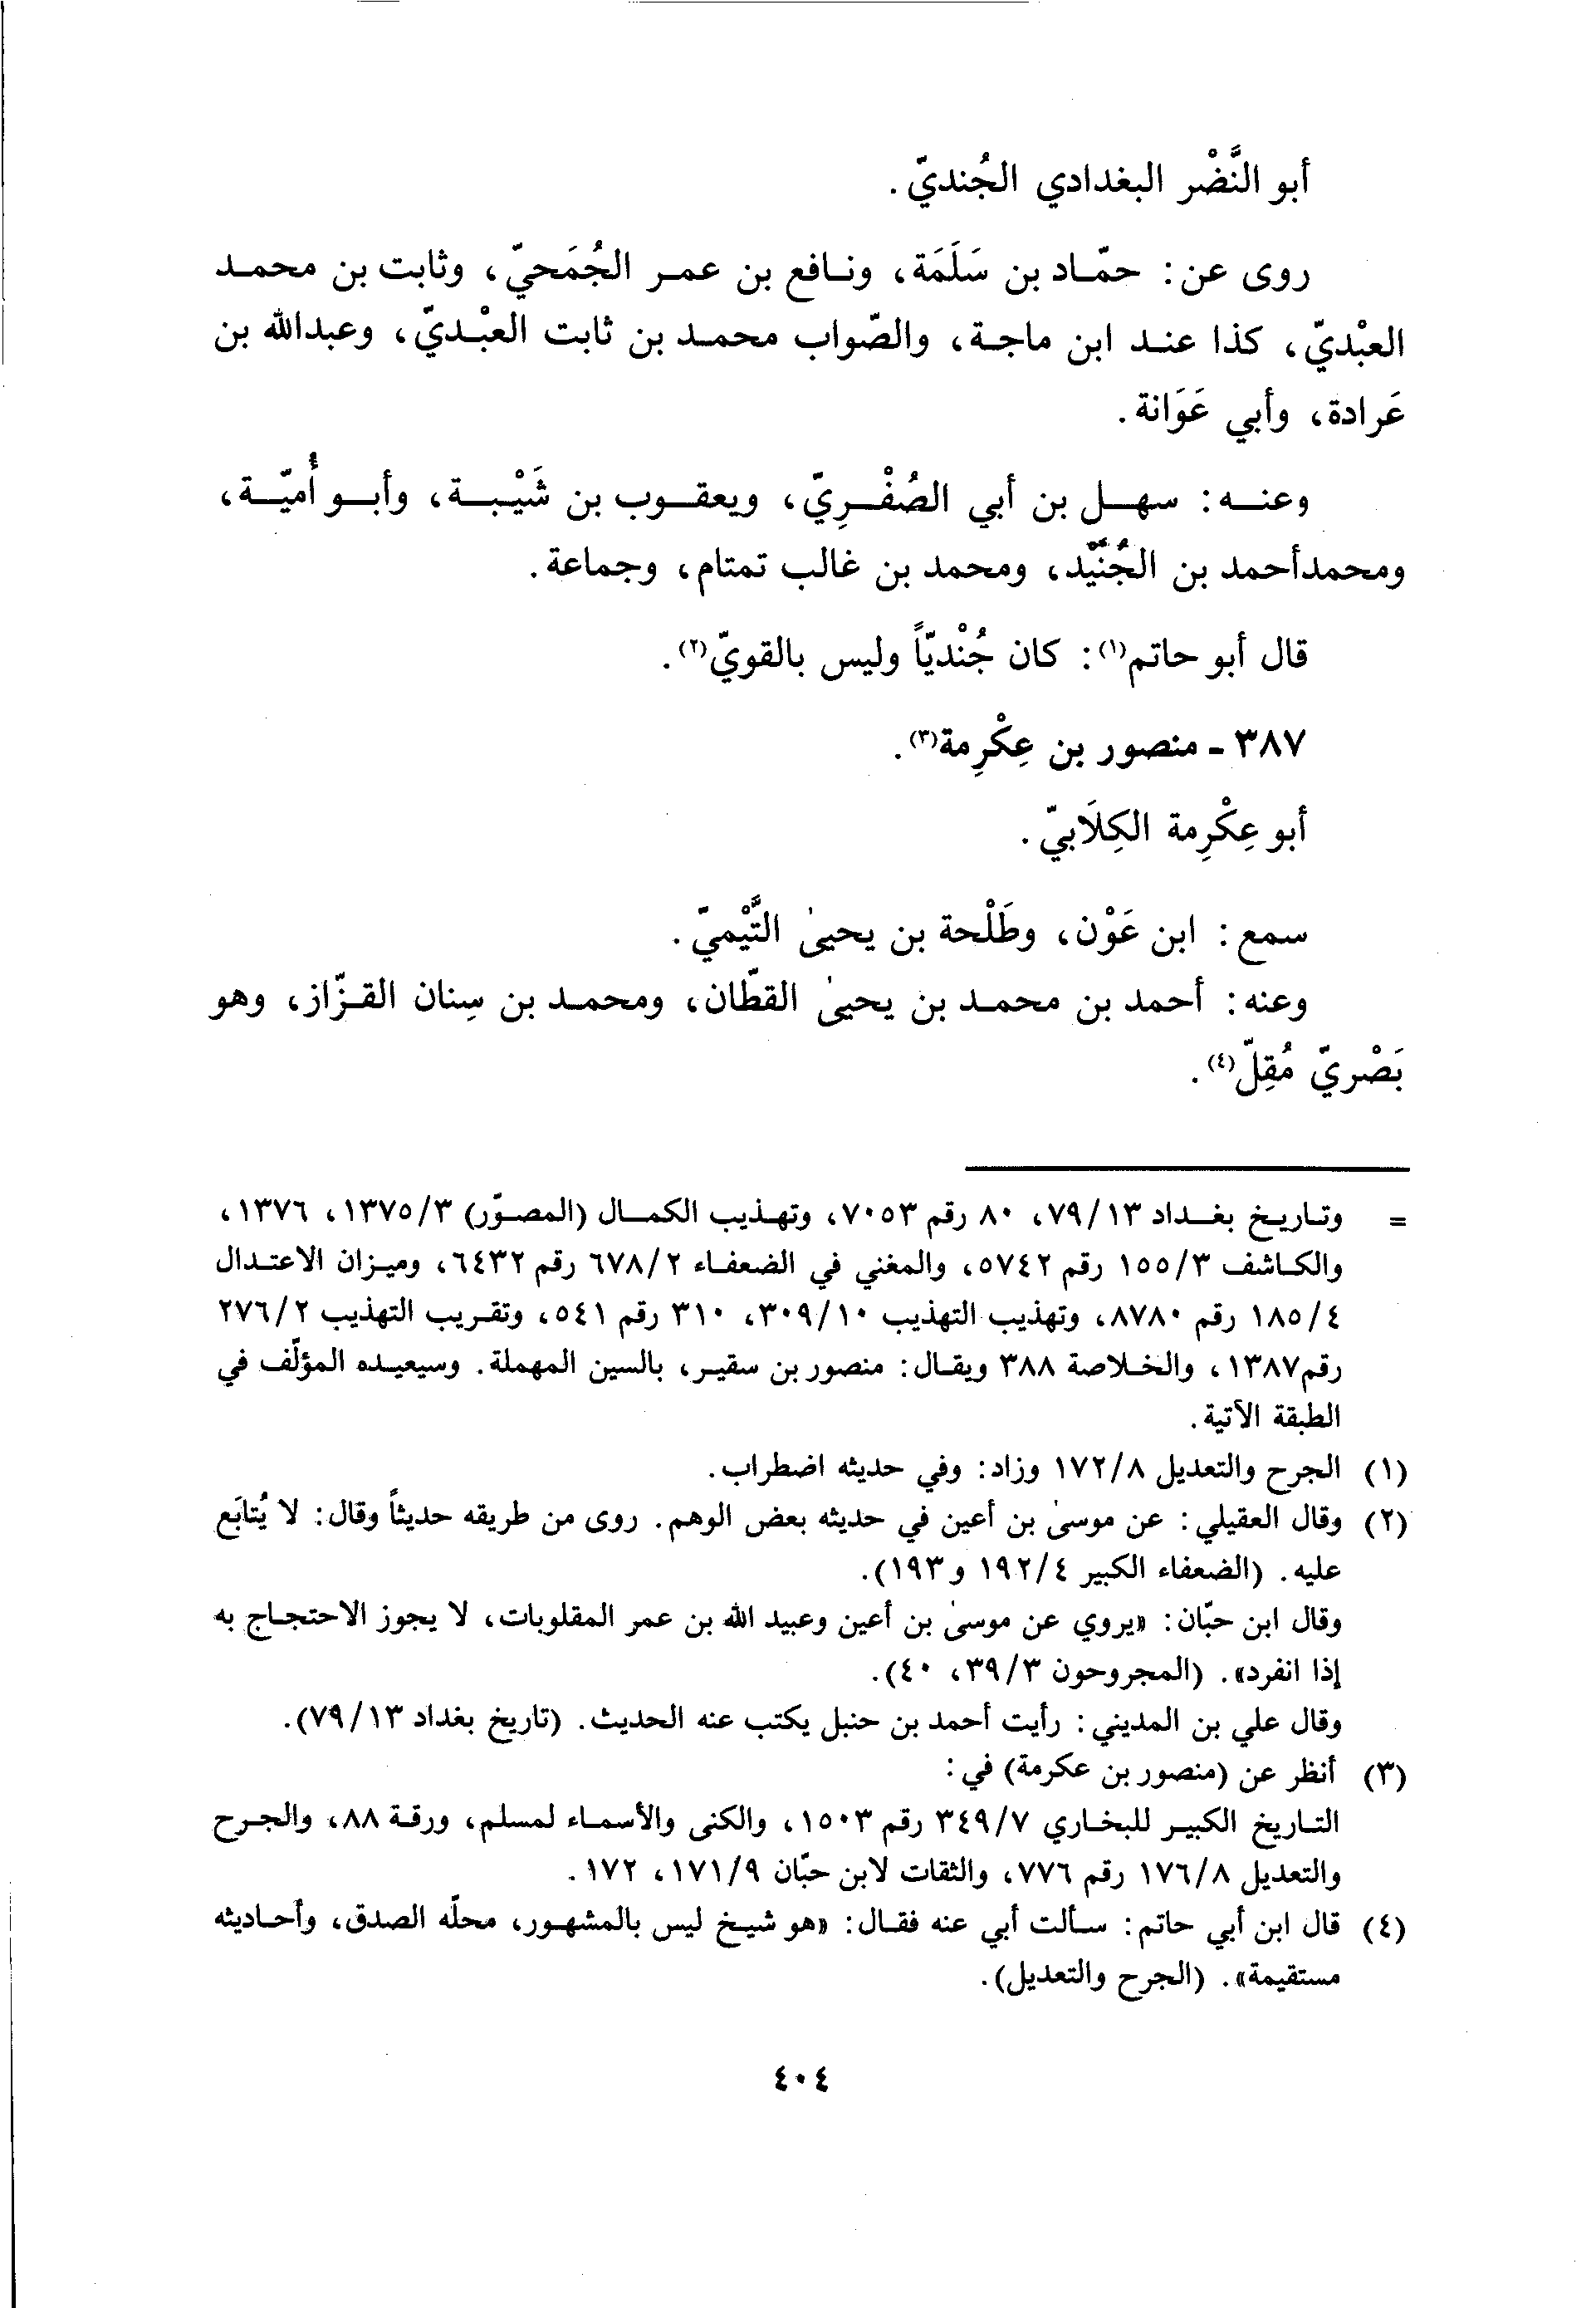 أبو النَّضْر البغدادي الجُنديّ.
روى عن: حمّاد بن سَلَمَة، ونافع بن عمر الجُمَحيّ، وثابت بن محمد
العبْديّ، كذا عند ابن ماجة، والصّواب محمد بن ثابت العبْديّ، وعبدالله بن
عَرادة، وأبي عَوَانة.
وعنه: سهل بن أبي الصُفْرِيّ، ويعقوب بن شَيْبة، وأبو أُميّة،
ومحمدأحمد بن الجُنَيْد، ومحمد بن غالب تمتام، وجماعة.
قال أبو حاتم(١): كان جُنْديّاً وليس بالقويّ(٢).
٣٨٧ - منصور بن عِكْرِمة(٣).
أبو عِكْرِمة الكِلَابيّ.
سمع: ابن عَوْن، وطَلْحة بن يحيىٰ التَّيْميّ.
وعنه: أحمد بن محمد بن يحيىٰ القطّان، ومحمد بن سِنان القزّاز، وهو
بَصْريّ مُقِلّ(٤).
= وتاريخ بغداد ٧٩/١٣، ٨٠ رقم ٧٠٥٣، وتهذيب الكمال (المصوّر) ١٣٧٥/٣، ١٣٧٦،
والكاشف ١٥٥/٣ رقم ٥٧٤٢، والمغني في الضعفاء ٦٧٨/٢ رقم ٦٤٣٢، وميزان الاعتدال
١٨٥/٤ رقم ٨٧٨٠، وتهذيب التهذيب ٣٠٩/١٠، ٣١٠ رقم ٥٤١، وتقريب التهذيب ٢٧٦/٢
رقم١٣٨٧، والخلاصة ٣٨٨ ويقال: منصور بن سقير، بالسين المهملة. وسيعيده المؤلّف في
الطبقة الآتية.
(١) الجرح والتعديل ١٧٢/٨ وزاد: وفي حديثه اضطراب.
(٢) وقال العقيلي: عن موسىٰ بن أعين في حديثه بعض الوهم. روى من طريقه حديثاً وقال: لا يُتابَع
عليه. (الضعفاء الكبير ١٩٢/٤ و١٩٣).
وقال ابن حبّان: «يروي عن موسىٰ بن أعين وعبيد الله بن عمر المقلوبات، لا يجوز الاحتجاج به
إذا انفرد». (المجروحون ٣٩/٣، ٤٠).
وقال علي بن المديني: رأيت أحمد بن حنبل يكتب عنه الحديث. (تاريخ بغداد ٧٩/١٣).
(٣) أنظر عن (منصور بن عكرمة) في:
التاريخ الكبير للبخاري ٣٤٩/٧ رقم ١٥٠٣، والكنى والأسماء لمسلم، ورقة ٨٨، والجرح
والتعديل ١٧٦/٨ رقم ٧٧٦، والثقات لابن حبّان ١٧١/٩، ١٧٢.
(٤) قال ابن أبي حاتم: سألت أبي عنه فقال: «هو شيخ ليس بالمشهور، محلّه الصدق، وأحاديثه
مستقيمة». (الجرح والتعديل).
٤٠٤